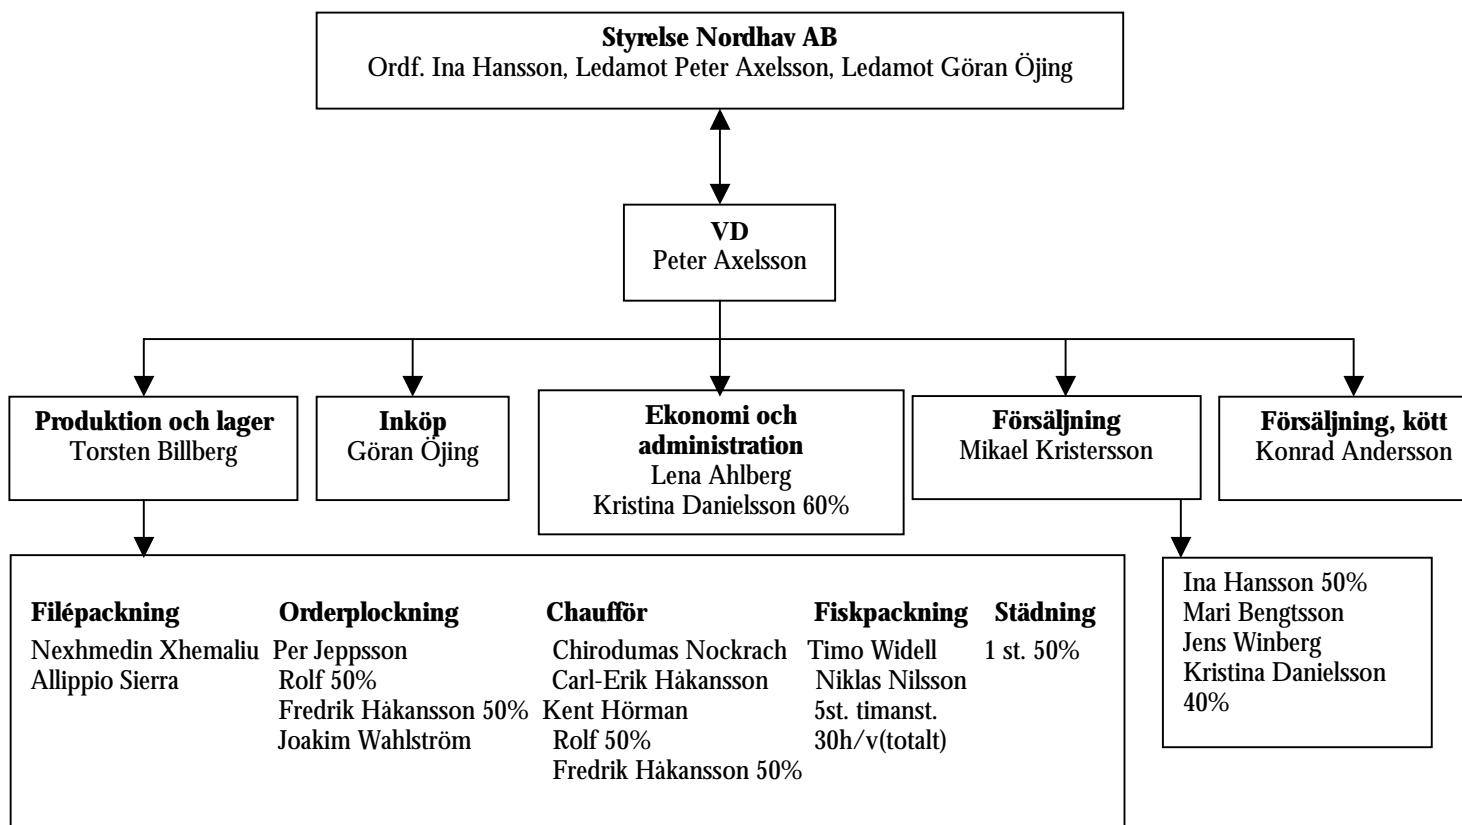 Styrelse Nordhav AB
Ordf. Ina Hansson, Ledamot Peter Axelsson, Ledamot Göran Öjing
VD
Peter Axelsson
Produktion och lager
Torsten Billberg
Inköp
Göran Öjing
Ekonomi och
administration
Lena Ahlberg
Kristina Danielsson 60%
Försäljning
Mikael Kristersson
Försäljning, kött
Konrad Andersson
Filépackning
Nexhmedin Xhemaliu
Allippio Sierra
Orderplockning
Per Jeppsson
Rolf 50%
Fredrik Håkansson 50%
Joakim Wahlström
Chaufför
Chirodumas Nockrach
Carl-Erik Håkansson
Kent Hörman
Rolf 50%
Fredrik Håkansson 50%
Fiskpackning
Timo Widell
Niklas Nilsson
5st. timanst.
30h/v(totalt)
Städning
1 st. 50%
Ina Hansson 50%
Mari Bengtsson
Jens Winberg
Kristina Danielsson
40%